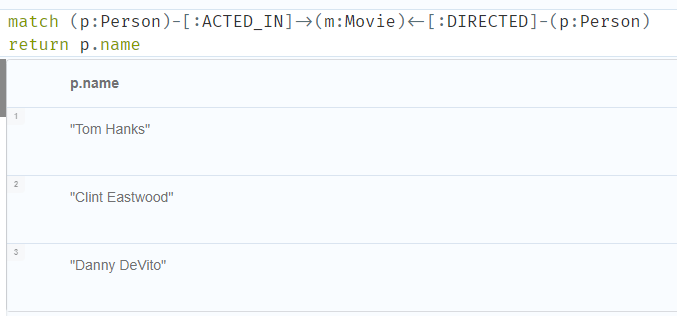 match (p:Person)-[:ACTED_IN]->(m:Movie)<-[:DIRECTED]-(p:Person)
return p.name
p.name
1
"Tom Hanks"
2
"Clint Eastwood"
3
"Danny DeVito"